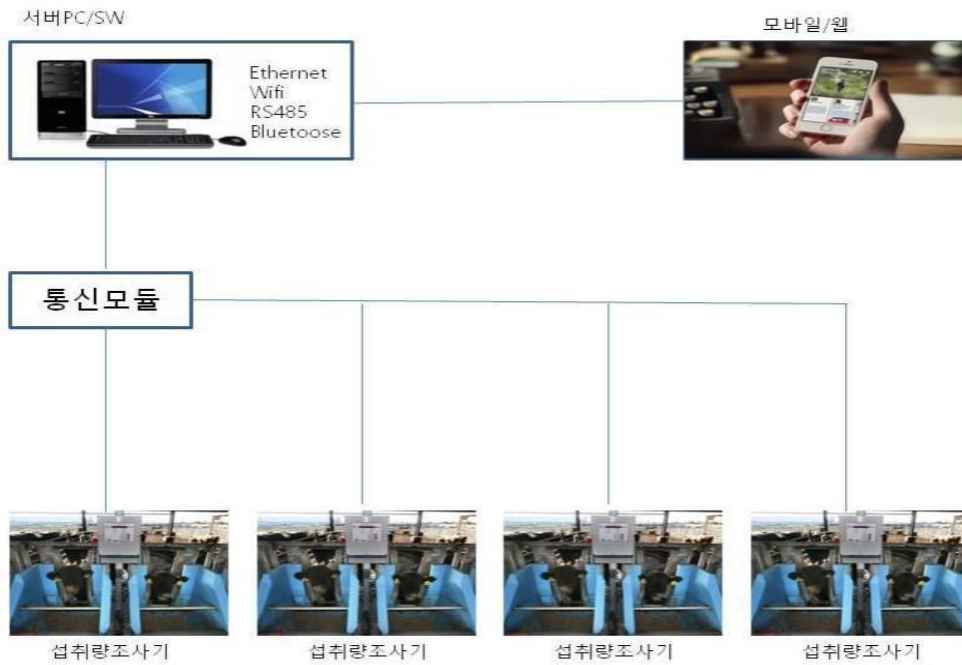 서버PC/SW
모바일/웹
Ethernet
Wifi
RS485
Bluetoose
통신모듈
섭취량조사기
섭취량조사기
섭취량조사기
섭취량조사기